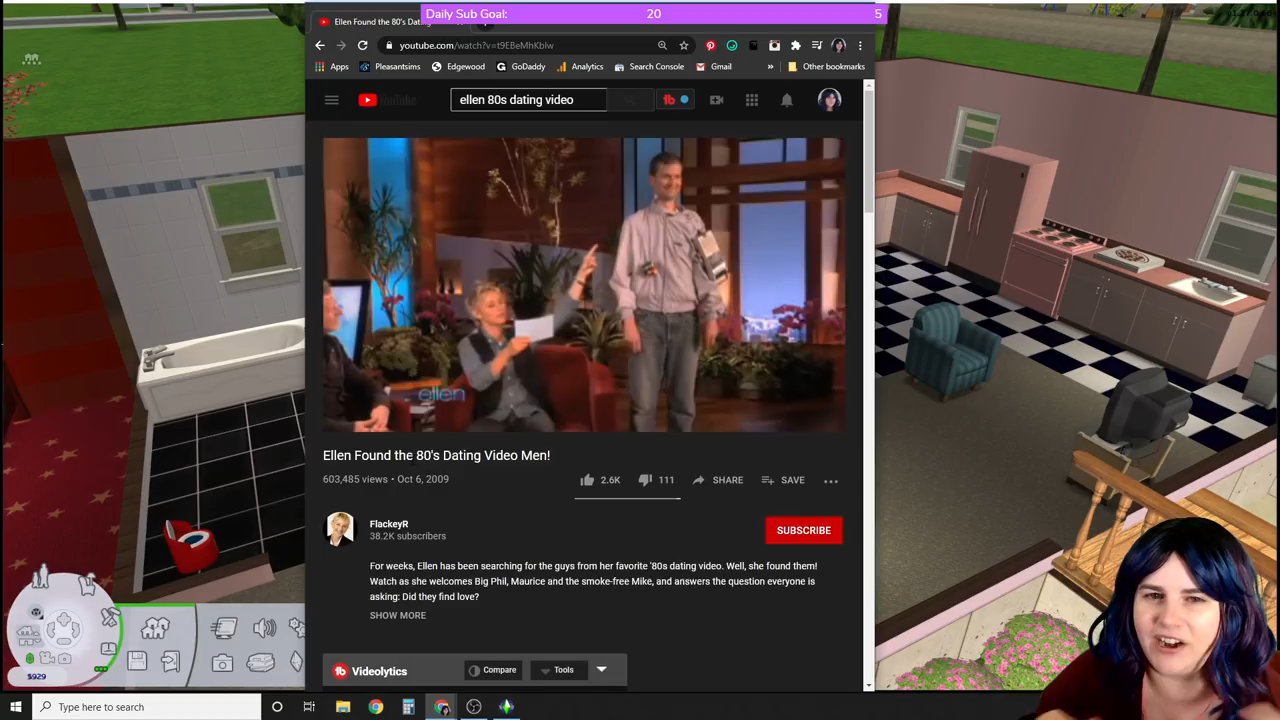 Daily Sub Goal: 20 5
Ellen Found the 80's Dating
youtube.com/watch?v=t9EBeMhKblw
Apps Pleasantsims Edgewood GoDaddy Analytics Search Console Gmail » Other bookmarks
YouTube ellen 80s dating video tb
ellen
Ellen Found the 80's Dating Video Men!
603,485 views • Oct 6, 2009 2.6K 111 SHARE SAVE
FlackeyR
38.2K subscribers
SUBSCRIBE
For weeks, Ellen has been searching for the guys from her favorite '80s dating video. Well, she found them!
Watch as she welcomes Big Phil, Maurice and the smoke-free Mike, and answers the question everyone is
asking: Did they find love?
SHOW MORE
tb Videolytics Compare Tools
Type here to search